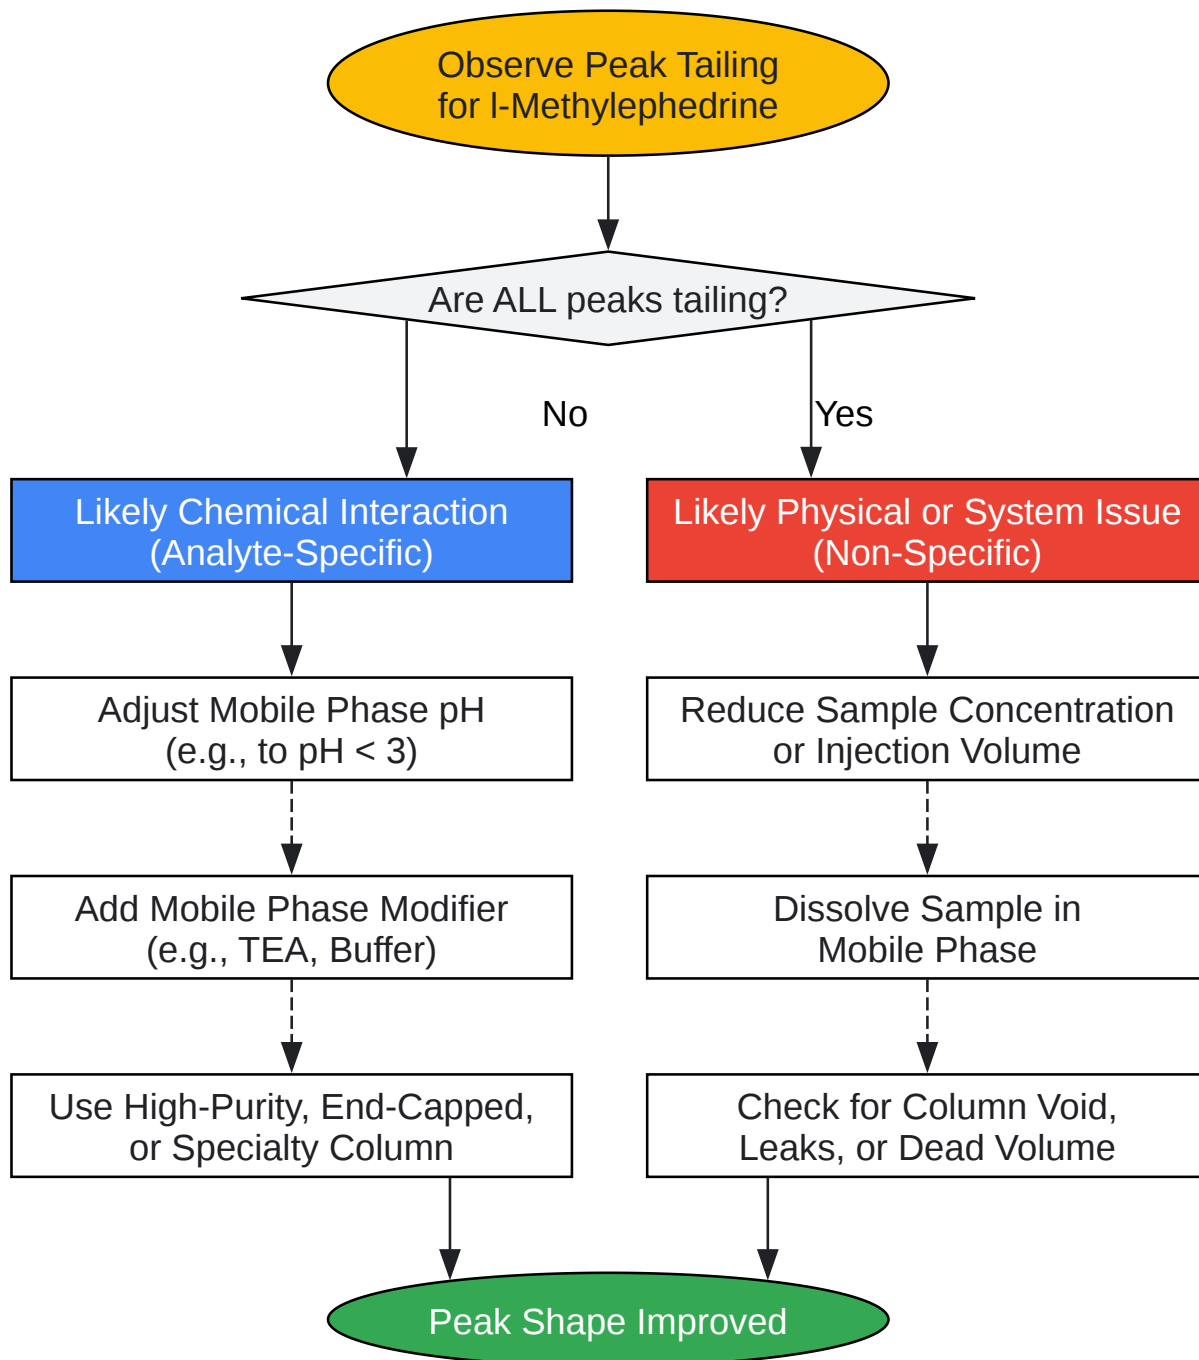 Observe Peak Tailing
for l-Methylephedrine
Are ALL peaks tailing?
No
Yes
Likely Chemical Interaction
(Analyte-Specific)
Likely Physical or System Issue
(Non-Specific)
Adjust Mobile Phase pH
(e.g., to pH < 3)
Reduce Sample Concentration
or Injection Volume
Add Mobile Phase Modifier
(e.g., TEA, Buffer)
Dissolve Sample in
Mobile Phase
Use High-Purity, End-Capped,
or Specialty Column
Check for Column Void,
Leaks, or Dead Volume
Peak Shape Improved